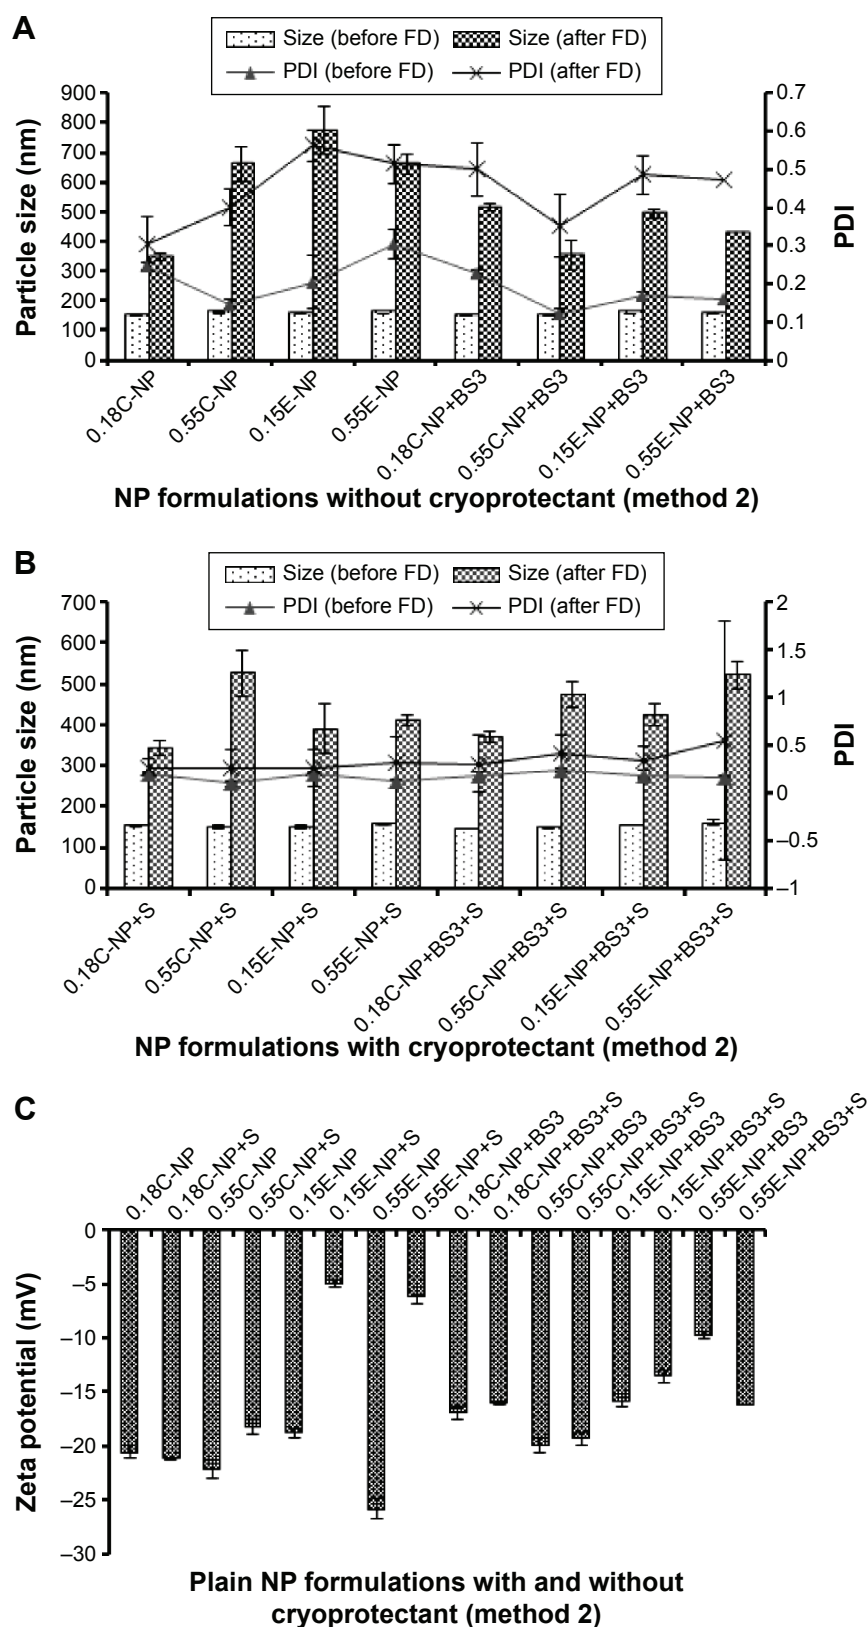 A
Size (before FD) Size (after FD)
PDI (before FD) PDI (after FD)
Particle size (nm)
900
800
700
600
500
400
300
200
100
0
PDI
0.7
0.6
0.5
0.4
0.3
0.2
0.1
0
0.18C-NP
0.55C-NP
0.15E-NP
0.55E-NP
0.18C-NP+BS3
0.55C-NP+BS3
0.15E-NP+BS3
0.55E-NP+BS3
NP formulations without cryoprotectant (method 2)
B
Size (before FD) Size (after FD)
PDI (before FD) PDI (after FD)
Particle size (nm)
700
600
500
400
300
200
100
0
PDI
2
1.5
1
0.5
0
–0.5
–1
0.18C-NP+S
0.55C-NP+S
0.15E-NP+S
0.55E-NP+S
0.18C-NP+BS3+S
0.55C-NP+BS3+S
0.15E-NP+BS3+S
0.55E-NP+BS3+S
NP formulations with cryoprotectant (method 2)
C
0.18C-NP
0.18C-NP+S
0.55C-NP
0.55C-NP+S
0.15E-NP
0.15E-NP+S
0.55E-NP
0.55E-NP+S
0.18C-NP+BS3
0.18C-NP+BS3+S
0.55C-NP+BS3
0.55C-NP+BS3+S
0.15E-NP+BS3
0.15E-NP+BS3+S
0.55E-NP+BS3
0.55E-NP+BS3+S
Zeta potential (mV)
0
–5
–10
–15
–20
–25
–30
Plain NP formulations with and without
cryoprotectant (method 2)